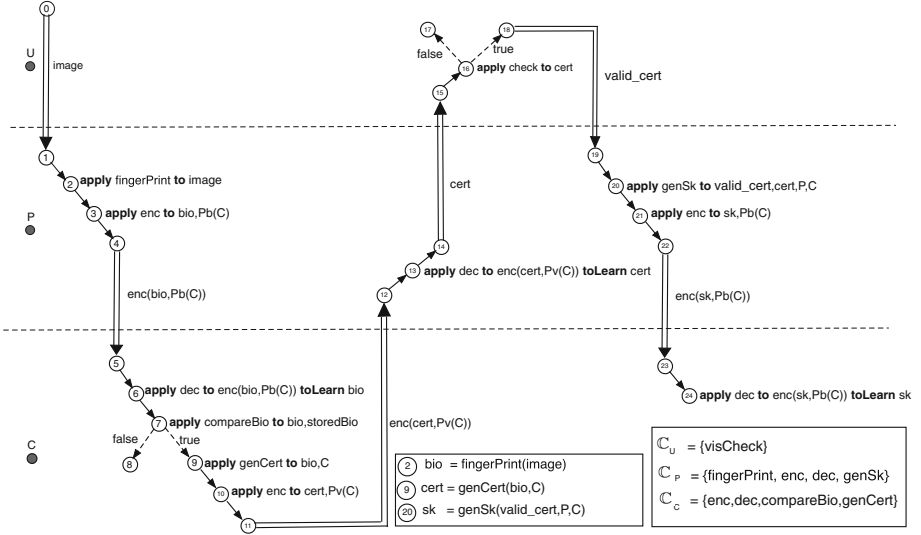 0
U
image
17
18
false
true
16
apply check to cert
15
valid_cert
1
2
apply fingerPrint to image
3
apply enc to bio,Pb(C)
P
4
cert
19
20
apply genSk to valid_cert,cert,P,C
21
apply enc to sk,Pb(C)
22
14
13
apply dec to enc(cert,Pv(C)) toLearn cert
12
enc(bio,Pb(C))
enc(sk,Pb(C))
5
6
apply dec to enc(bio,Pb(C)) toLearn bio
7
apply compareBio to bio,storedBio
false
true
8
9
apply genCert to bio,C
10
apply enc to cert,Pv(C)
11
C
enc(cert,Pv(C))
23
24
apply dec to enc(sk,Pb(C)) toLearn sk
2 bio = fingerPrint(image)
9 cert = genCert(bio,C)
20 sk = genSk(valid_cert,P,C)
ℂU = {visCheck}
ℂP = {fingerPrint, enc, dec, genSk}
ℂC = {enc,dec,compareBio,genCert}